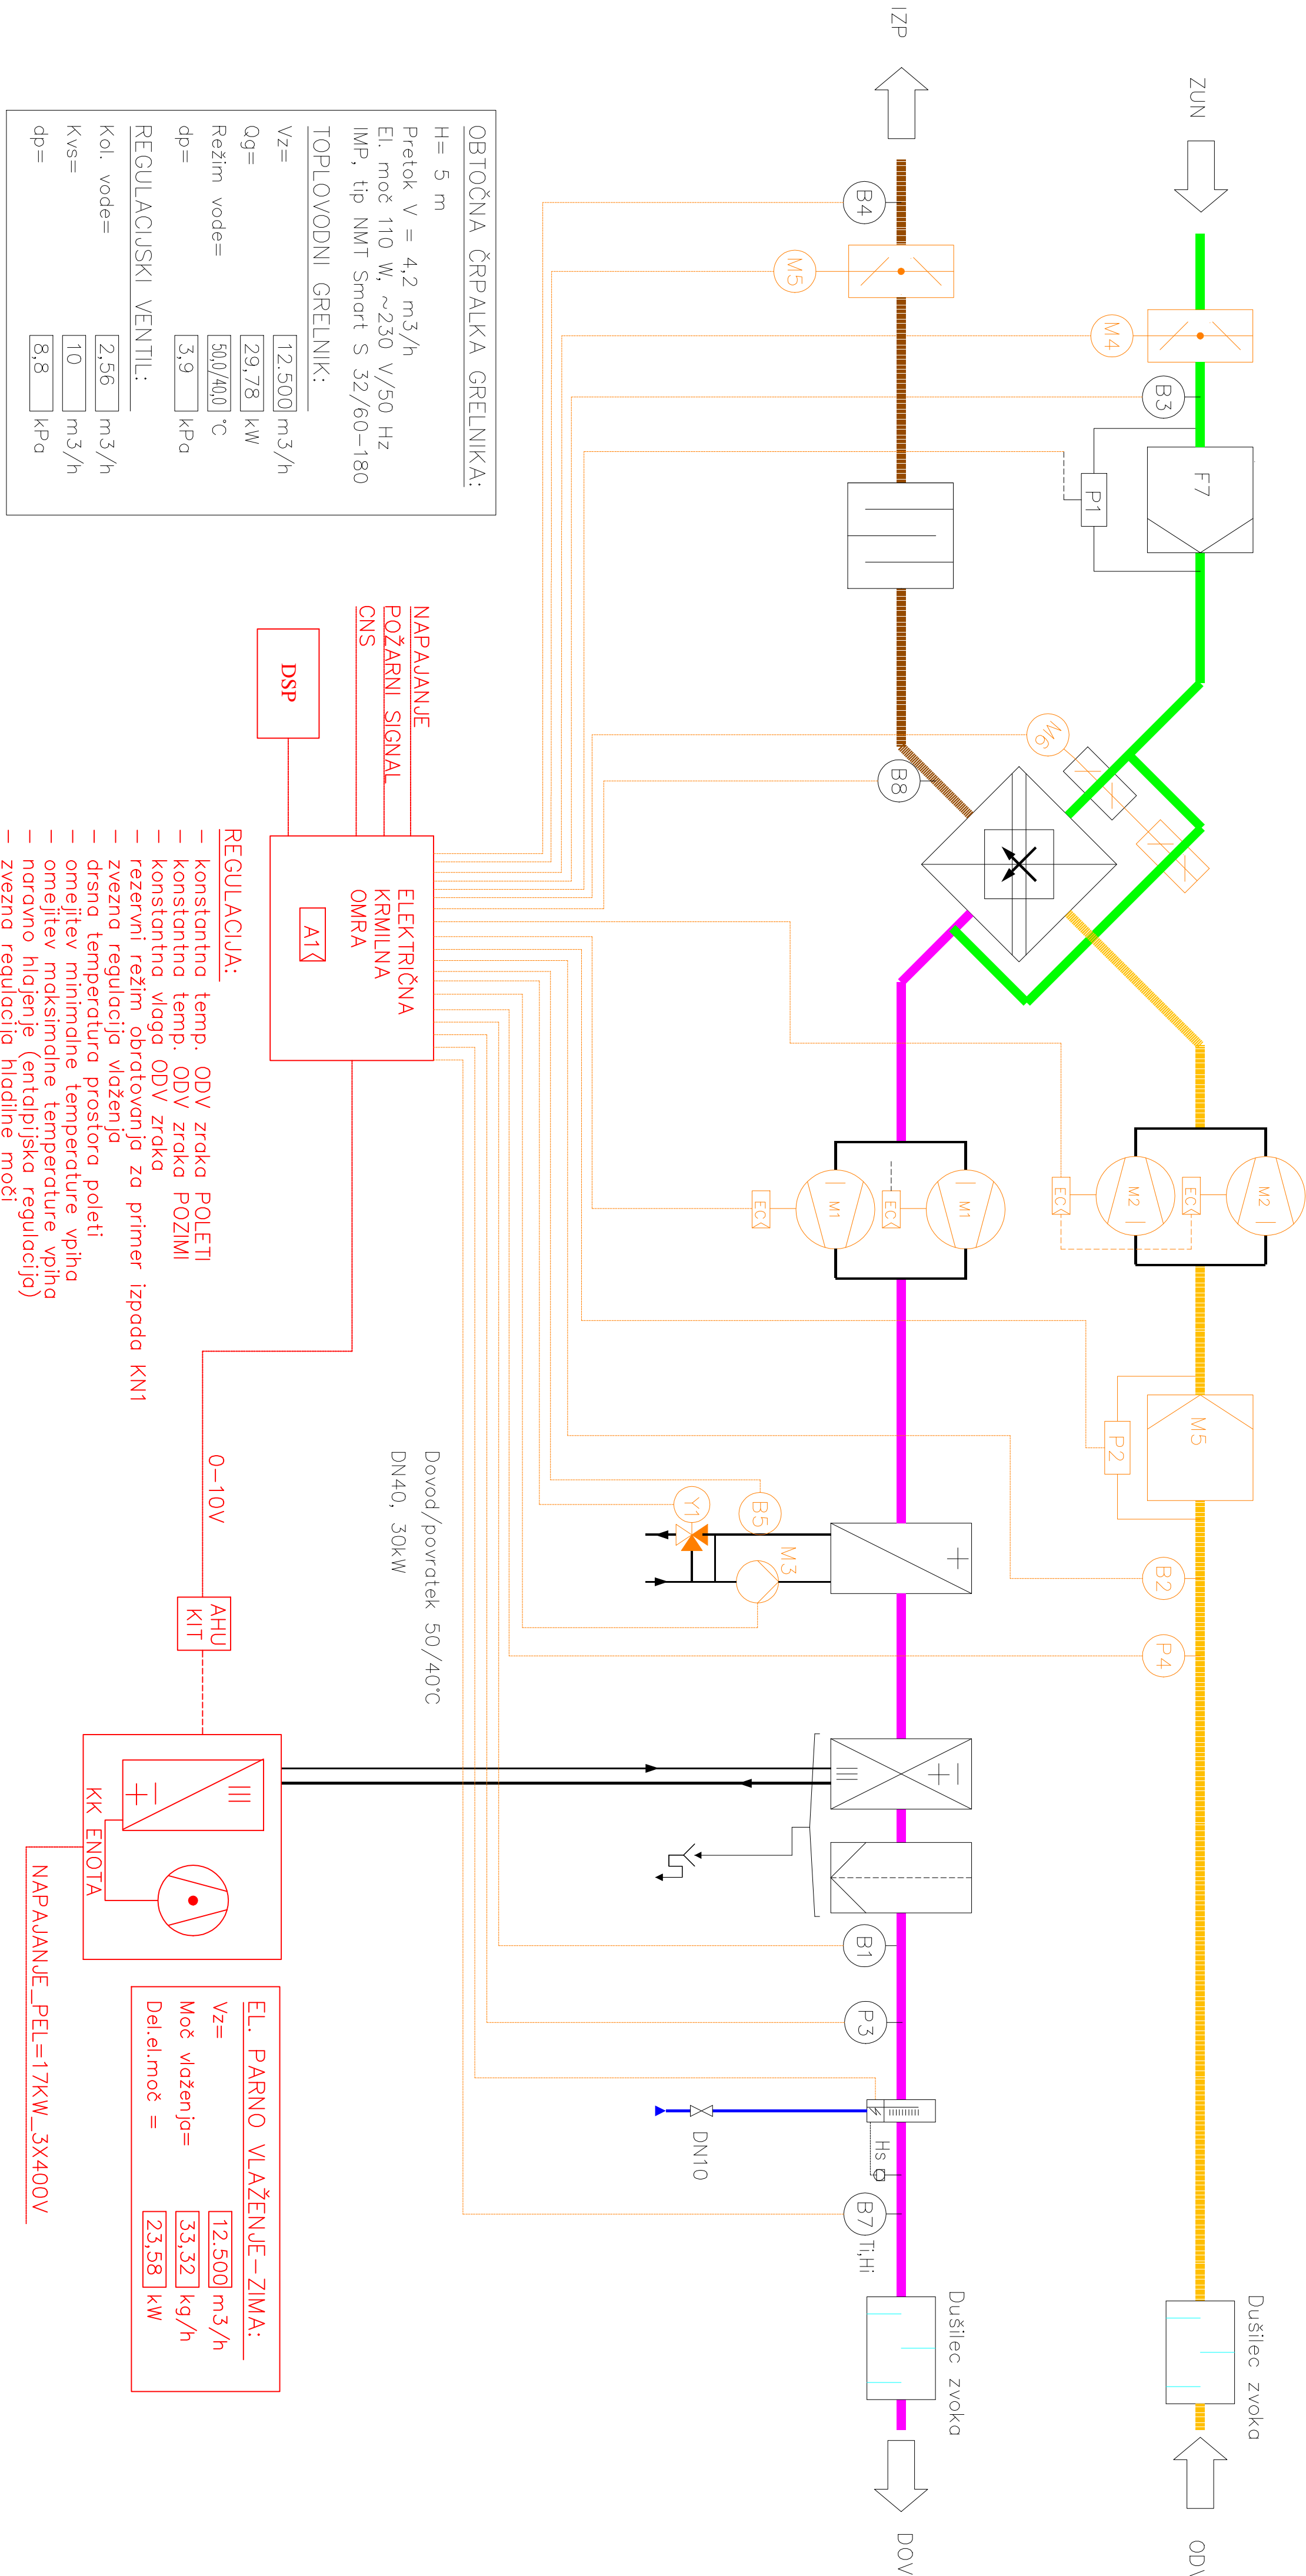 ZUN
IZP
M4
B3
F7
P1
B4
M5
M6
B8
M2
M2
EC
EC
M1
M1
EC
EC
M5
P2
B2
P4
B5
Y1
M3
B1
P3
Hs
B7
Ti,Hi
DN10
Dušilec zvoka
Dušilec zvoka
ODV
DOV
Dovod/povratek 50/40°C
DN40, 30kW
OBTOČNA ČRPALKA GRELNIKA:
H= 5 m
Pretok V = 4,2 m3/h
El. moč 110 W, ~230 V/50 Hz
IMP, tip NMT Smart S 32/60-180
TOPLOVODNI GRELNIK:
Vz= 12.500 m3/h
Qg= 29,78 kW
Režim vode= 50,0/40,0 °C
dp= 3,9 kPa
REGULACIJSKI VENTIL:
Kol. vode= 2,56 m3/h
Kvs= 10 m3/h
dp= 8,8 kPa
NAPAJANJE
POŽARNI SIGNAL
CNS
DSP
ELEKTRIČNA
KRMILNA
OMRA
A1
REGULACIJA:
- konstantna temp. ODV zraka POLETI
- konstantna temp. ODV zraka POZIMI
- konstantna vlaga ODV zraka
- rezervni režim obratovanja za primer izpada KN1
- zvezna regulacija vlaženja
- drsna temperatura prostora poleti
- omejitev minimalne temperature vpiha
- omejitev maksimalne temperature vpiha
- naravno hlajenje (entalpijska regulacija)
- zvezna regulacija hladilne moči
0-10V
AHU
KIT
KK ENOTA
NAPAJANJE_PEL=17KW_3X400V
EL. PARNO VLAŽENJE-ZIMA:
Vz= 12.500 m3/h
Moč vlaženja= 33,32 kg/h
Del.el.moč = 23,58 kW